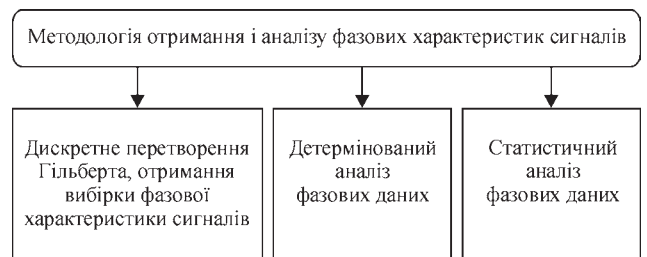 Методологія отримання і аналізу фазових характеристик сигналів
Дискретне перетворення
Гільберта, отримання
вибірки фазової
характеристики сигналів
Детермінований
аналіз
фазових даних
Статистичний
аналіз
фазових даних